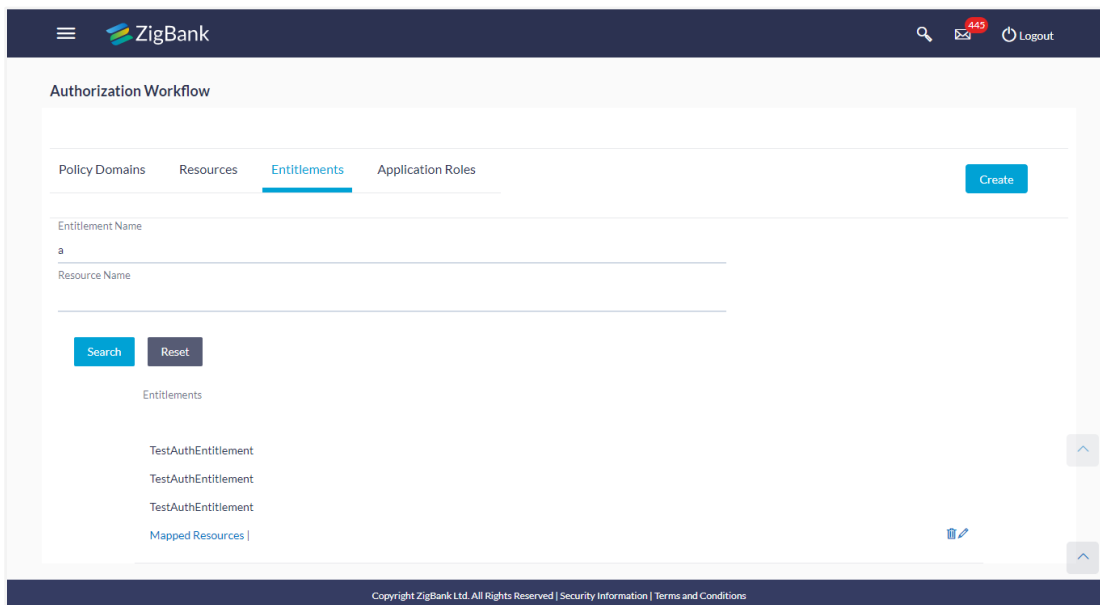 ZigBank
445
Logout
Authorization Workflow
Policy Domains Resources Entitlements Application Roles
Create
Entitlement Name
a
Resource Name
Search Reset
Entitlements
TestAuthEntitlement
TestAuthEntitlement
TestAuthEntitlement
Mapped Resources |
Copyright ZigBank Ltd. All Rights Reserved | Security Information | Terms and Conditions